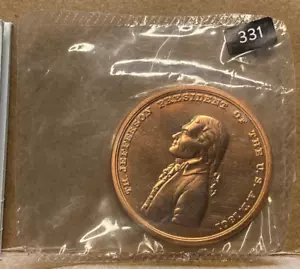 331
TH. JEFFERSON PRESIDENT OF THE U.S. A.D. 1801.